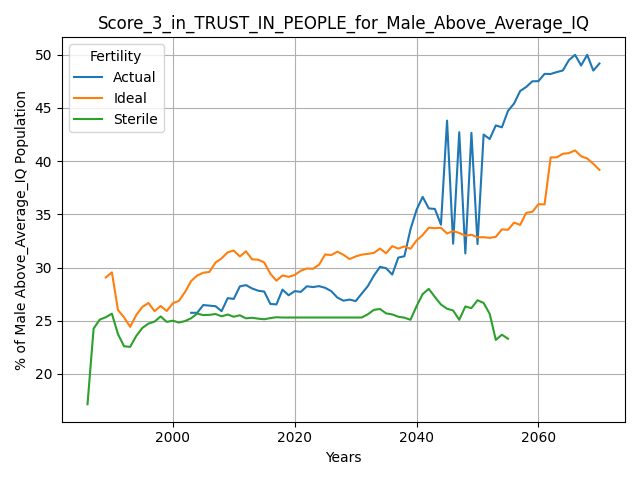 Score_3_in_TRUST_IN_PEOPLE_for_Male_Above_Average_IQ
Fertility
Actual
Ideal
Sterile
% of Male Above_Average_IQ Population
50
45
40
35
30
25
20
2000
2020
2040
2060
Years